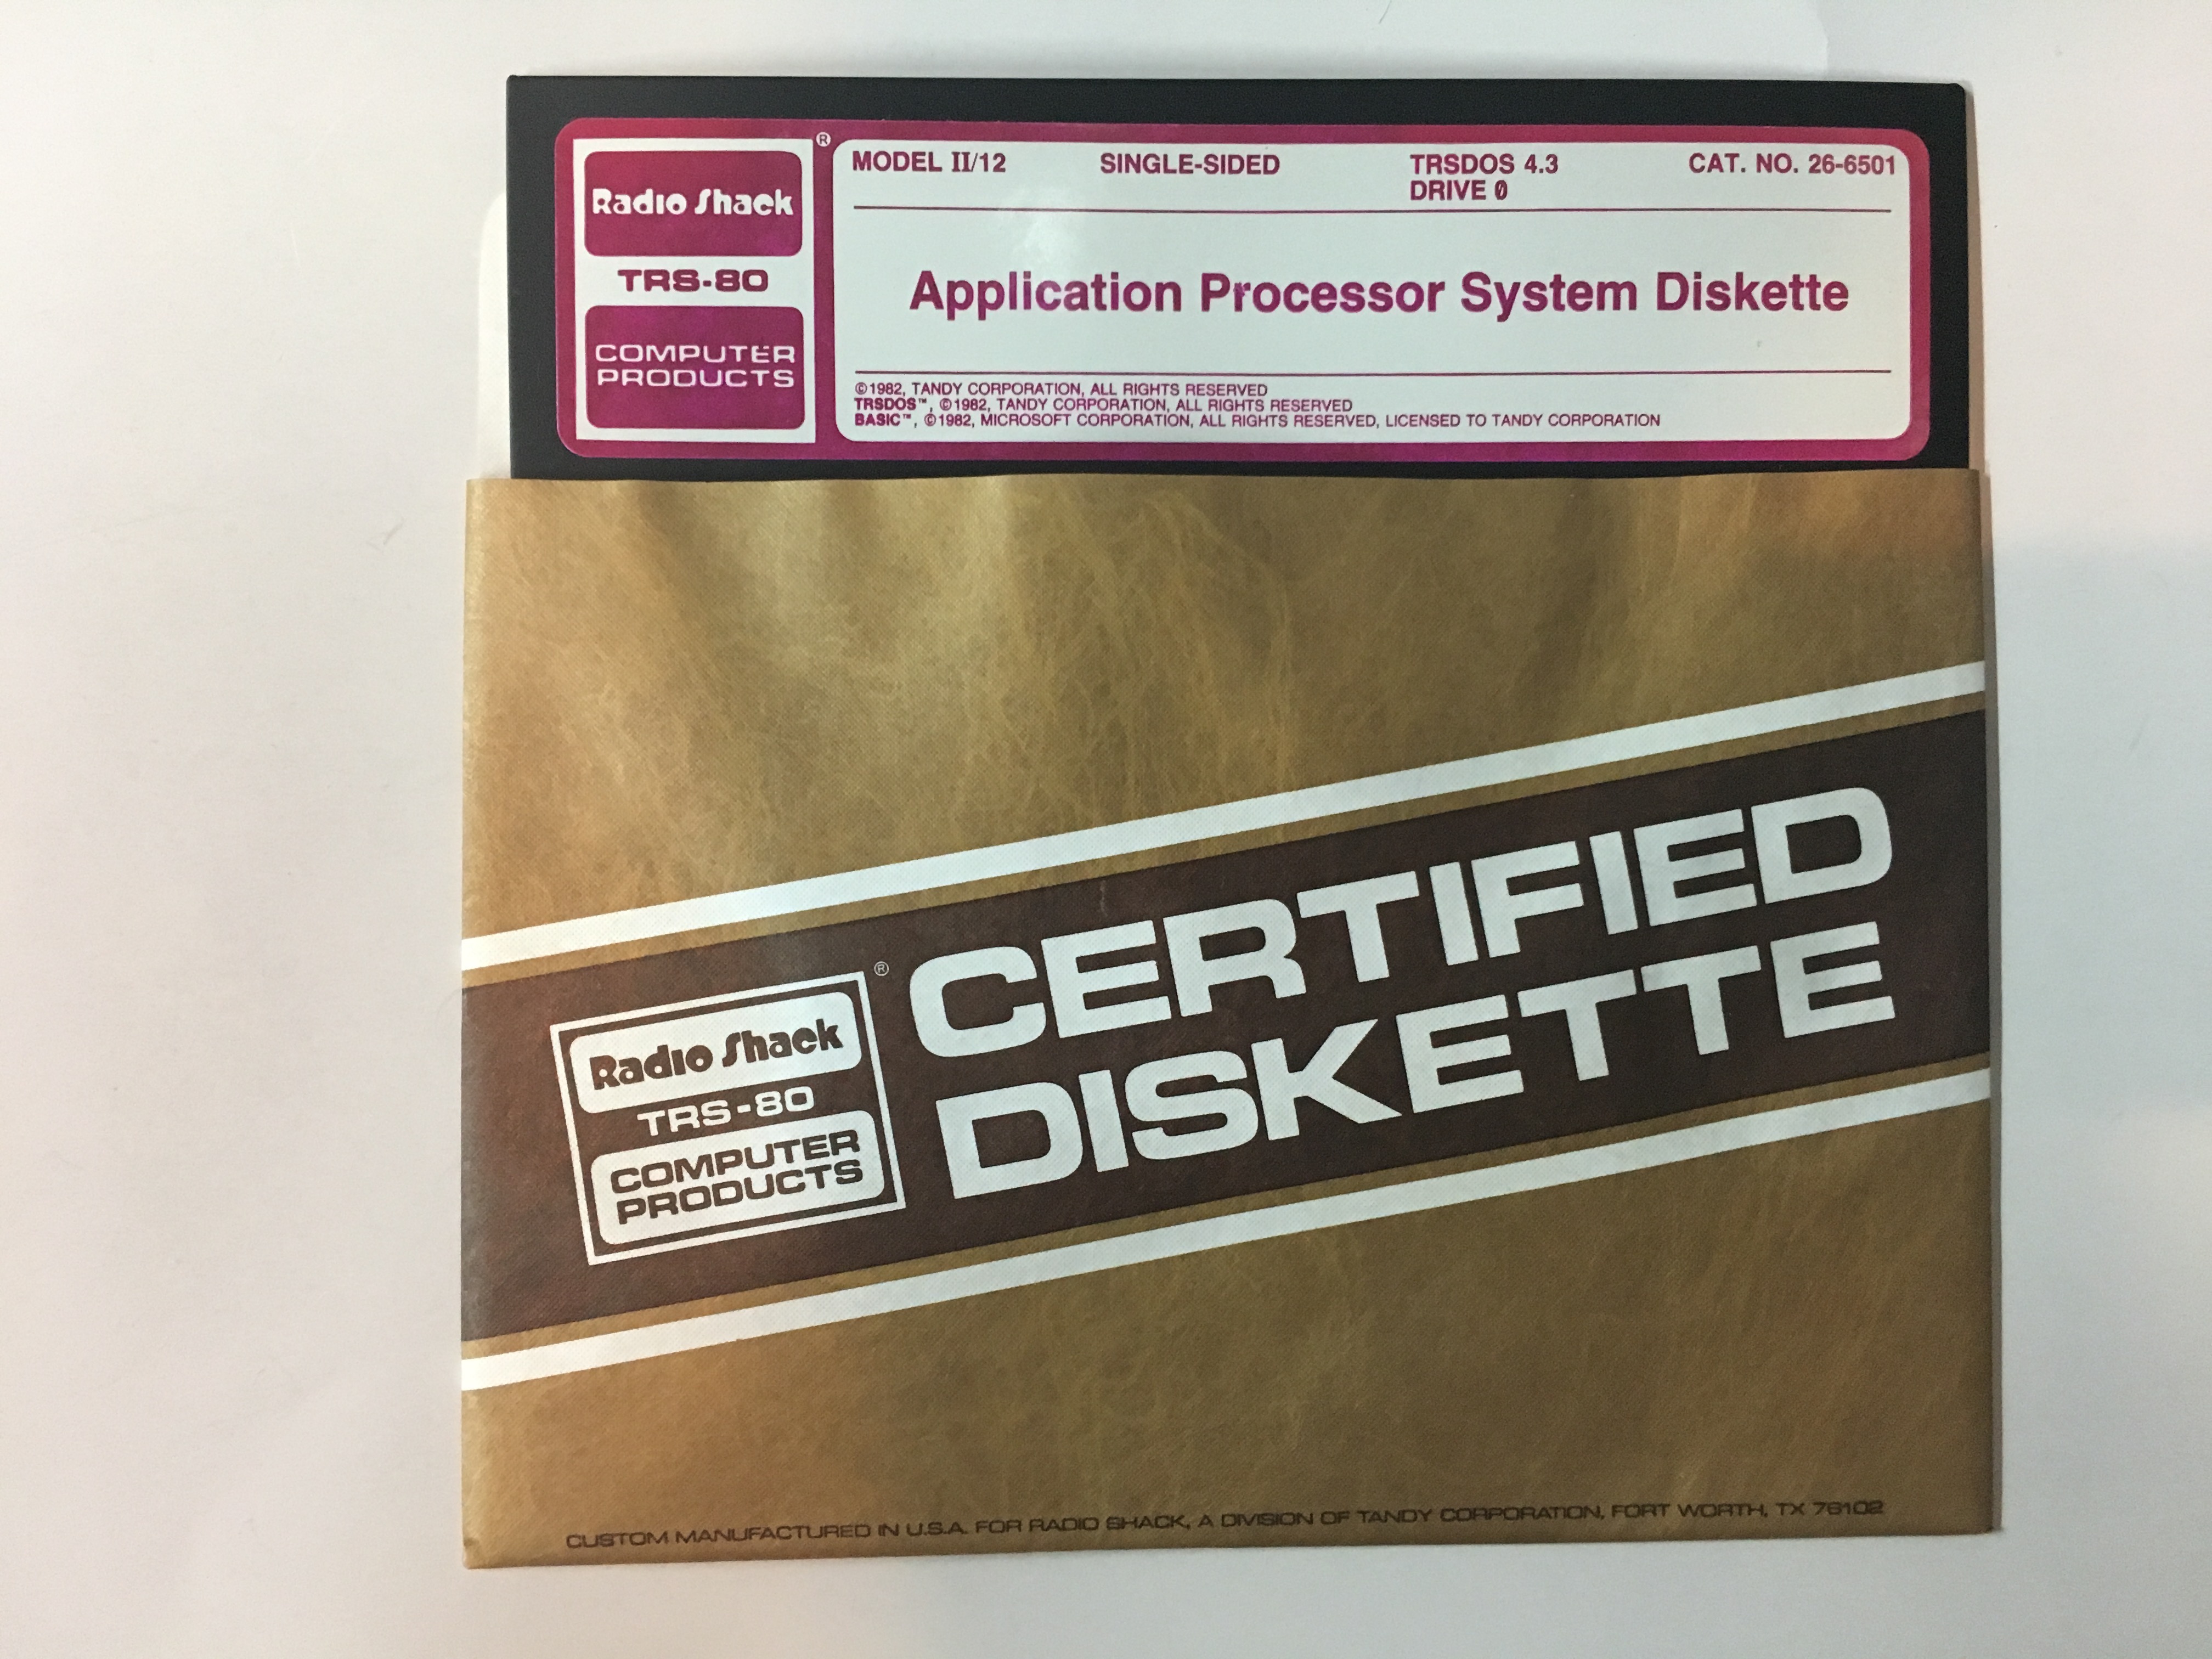 Radio Shack
TRS-80
COMPUTER
PRODUCTS
®
MODEL II/12 SINGLE-SIDED TRSDOS 4.3 CAT. NO. 26-6501
DRIVE 0
Application Processor System Diskette
©1982, TANDY CORPORATION, ALL RIGHTS RESERVED
TRSDOS™, ©1982, TANDY CORPORATION, ALL RIGHTS RESERVED
BASIC™, ©1982, MICROSOFT CORPORATION, ALL RIGHTS RESERVED, LICENSED TO TANDY CORPORATION
Radio Shack
TRS-80
COMPUTER
PRODUCTS
®
CERTIFIED
DISKETTE
CUSTOM MANUFACTURED IN U.S.A. FOR RADIO SHACK, A DIVISION OF TANDY CORPORATION, FORT WORTH, TX 76102